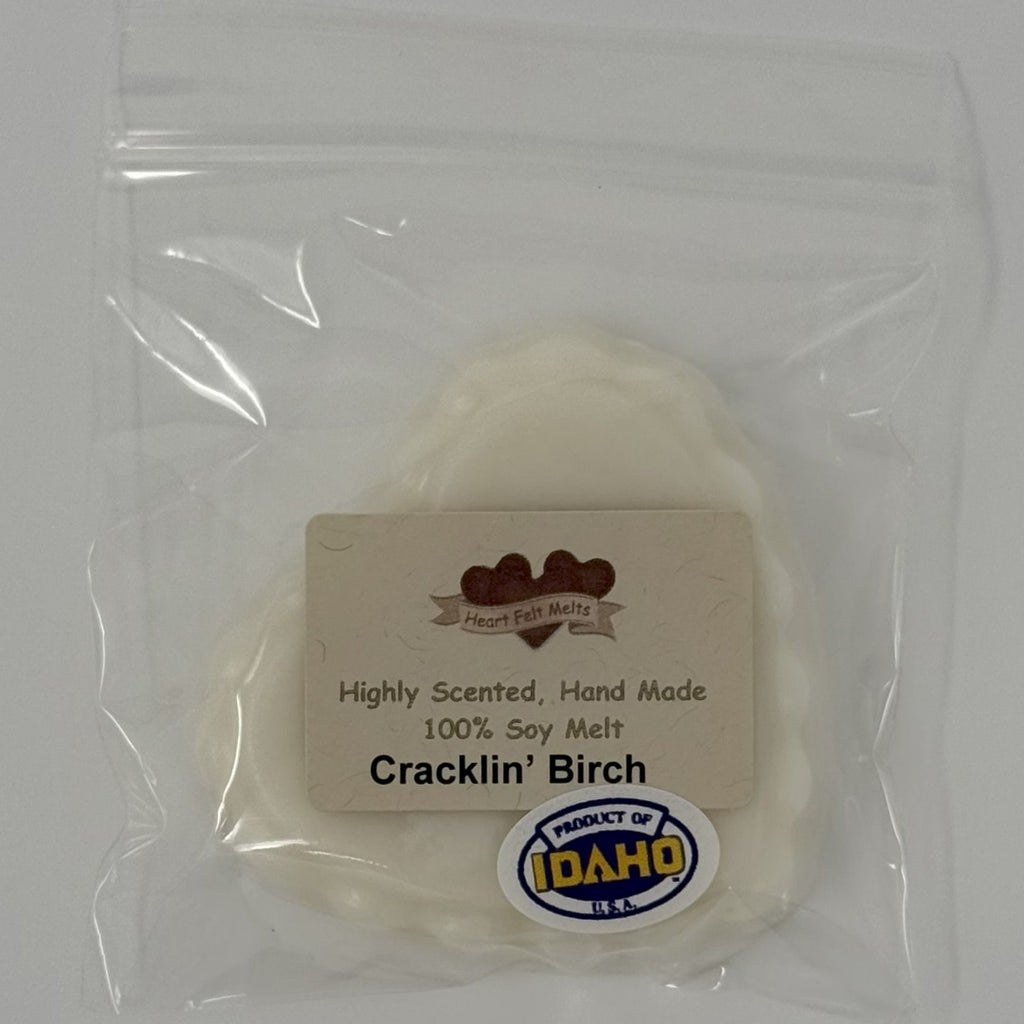 Heart Felt Melts
Highly Scented, Hand Made
100% Soy Melt
Cracklin’ Birch
PRODUCT OF
IDAHO
U.S.A.